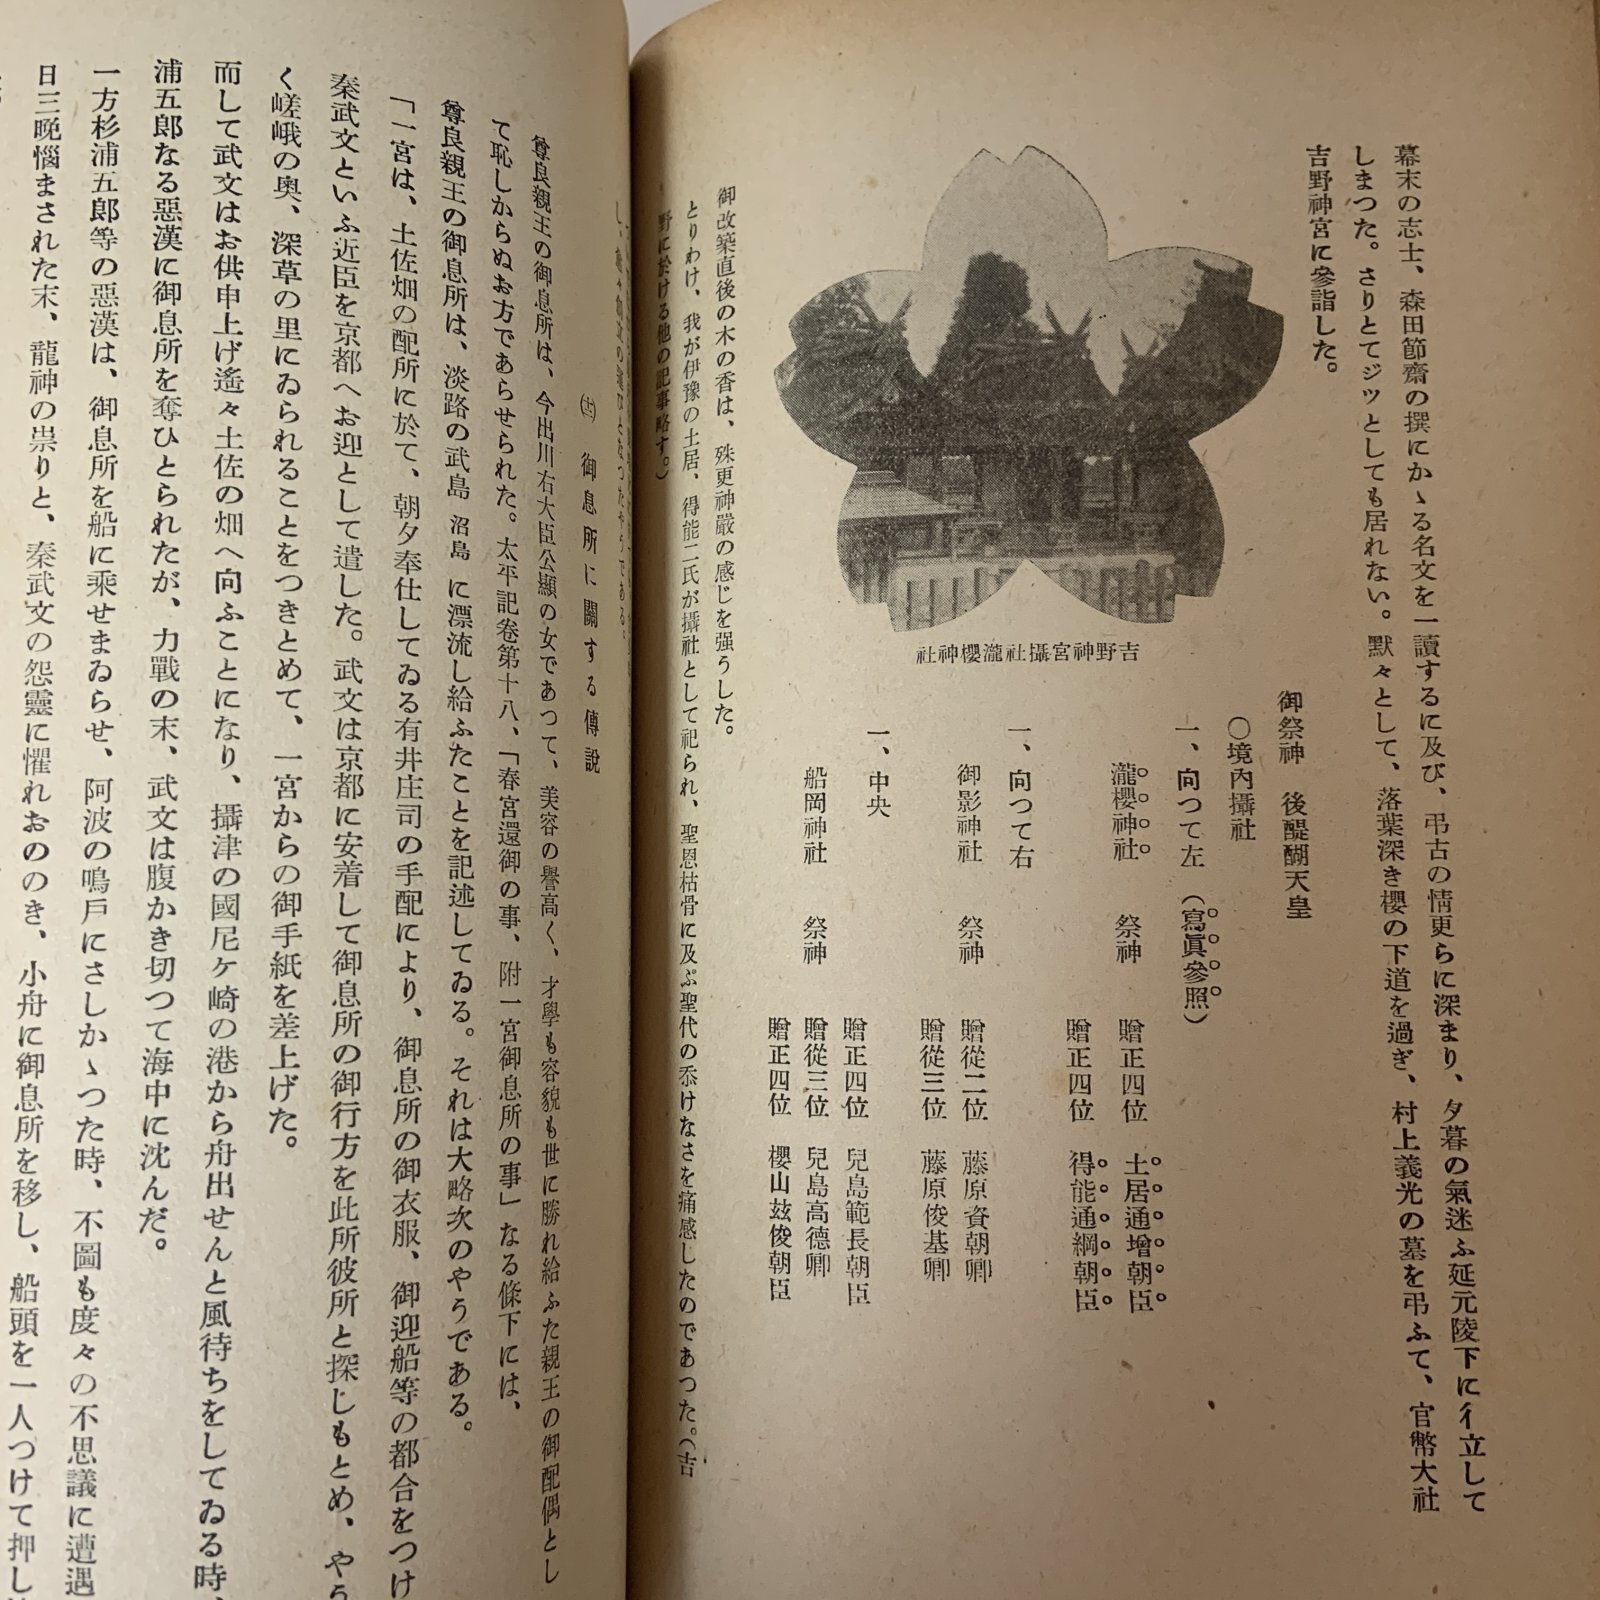 幕末の志士、森田節齋の撰にかゝる名文を一讀するに及び、弔古の情更らに深まり、夕暮の氣迷ふ延元陵下に彳立して
しまつた。さりとてジツとしても居れない。默々として、落葉深き櫻の下道を過ぎ、村上義光の墓を弔ふて、官幣大社
吉野神宮に參詣した。
御祭神　後醍醐天皇
〇境內攝社
一、向つて左（寫眞參照）
瀧櫻神社　祭神　贈正四位　土居通增朝臣
贈正四位　得能通綱朝臣
一、向つて右
御影神社　祭神　贈從二位　藤原資朝卿
贈從三位　藤原俊基卿
一、中央
船岡神社　祭神　贈正四位　兒島範長朝臣
贈從三位　兒島高德卿
贈正四位　櫻山玆俊朝臣
吉野神宮攝社瀧櫻神社
御改築直後の木の香は、殊更神嚴の感じを强うした。
とりわけ、我が伊豫の土居、得能二氏が攝社として祀られ、聖恩枯骨に及ぶ聖代の忝けなさを痛感したのであつた。（吉
野に於ける他の記事略す。）
御息所に關する傳說
尊良親王の御息所は、今出川右大臣公顯の女であつて、美容の譽高く、才學も容貌も世に勝れ給ふた親王の御配偶とし
て恥しからぬお方であらせられた。太平記卷第十八、「春宮還御の事、附一宮御息所の事」なる條下には、
尊良親王の御息所は、淡路の武島 沼島 に漂流し給ふたことを記述してゐる。それは大略次のやうである。
「一宮は、土佐畑の配所に於て、朝夕奉仕してゐる有井庄司の手配により、御息所の御衣服、御迎船等の都合をつけ
秦武文といふ近臣を京都へお迎として遣した。武文は京都に安着して御息所の御行方を此所彼所と探しもとめ、やう
く嵯峨の奧、深草の里にゐられることをつきとめて、一宮からの御手紙を差上げた。
而して武文はお供申上げ遙々土佐の畑へ向ふことになり、攝津の國尼ケ崎の港から舟出せんと風待ちをしてゐる時、
浦五郎なる惡漢に御息所を奪ひとられたが、力戰の末、武文は腹かき切つて海中に沈んだ。
一方杉浦五郎等の惡漢は、御息所を船に乘せまゐらせ、阿波の鳴戶にさしかゝつた時、不圖も度々の不思議に遭遇
日三晩惱まされた末、龍神の祟りと、秦武文の怨靈に懼れおののき、小舟に御息所を移し、船頭を一人つけて押し